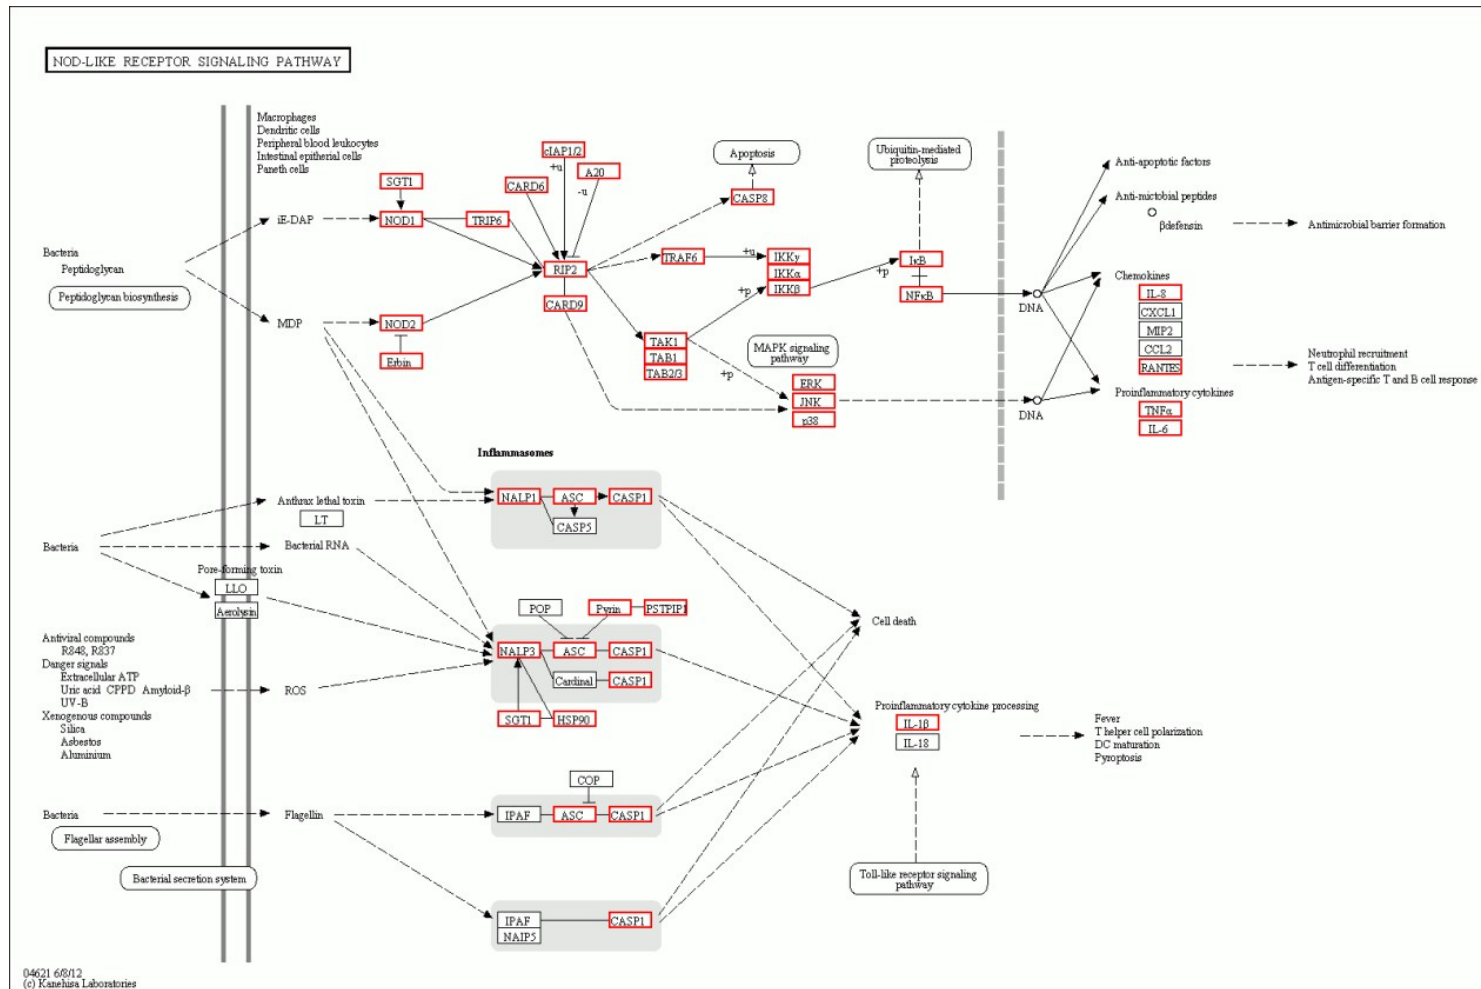 NOD-LIKE RECEPTOR SIGNALING PATHWAY
Macrophages
Dendritic cells
Peripheral blood leukocytes
Intestinal epitherial cells
Paneth cells
SGT1
NOD1
TRIP6
CARD6
cIAP1/2
+u
A20
-u
RIP2
CARD9
iE-DAP
Bacteria
Peptidoglycan
Peptidoglycan biosynthesis
MDP
NOD2
Erbin
Apoptosis
CASP8
TRAF6
+u
IKKγ
IKKα
IKKβ
+p
+p
TAK1
TAB1
TAB2/3
+p
MAPK signaling
pathway
ERK
JNK
p38
Ubiquitin-mediated
proteolysis
IκB
NFκB
DNA
DNA
Anti-apoptotic factors
Anti-mictobial peptides
βdefensin
Antimicrobial barrier formation
Chemokines
IL-8
CXCL1
MIP2
CCL2
RANTES
Neutrophil recruitment
T cell differentiation
Antigen-specific T and B cell response
Proinflammatory cytokines
TNFα
IL-6
Inflammasomes
NALP1
ASC
CASP1
CASP5
Anthrax lethal toxin
LT
Bacteria
Bacterial RNA
Pore-forming toxin
LLO
Aerolysin
POP
Pyrin
PSTPIP1
NALP3
ASC
CASP1
Cardinal
CASP1
SGT1
HSP90
Antiviral compounds
R848, R837
Danger signals
Extracellular ATP
Uric acid CPPD Amyloid-β
UV-B
Xenogenous compounds
Silica
Asbestos
Aluminium
ROS
Cell death
Proinflammatory cytokine processing
IL-1β
IL-18
Fever
T helper cell polarization
DC maturation
Pyroptosis
Bacteria
Flagellar assembly
Flagellin
COP
IPAF
ASC
CASP1
Bacterial secretion system
Toll-like receptor signaling
pathway
IPAF
CASP1
NAIP5
04621 6/8/12
(c) Kanehisa Laboratories